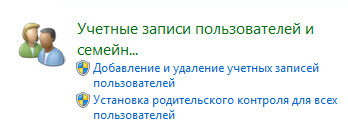 Учетные записи пользователей и
семейн...
Добавление и удаление учетных записей
пользователей
Установка родительского контроля для всех
пользователей